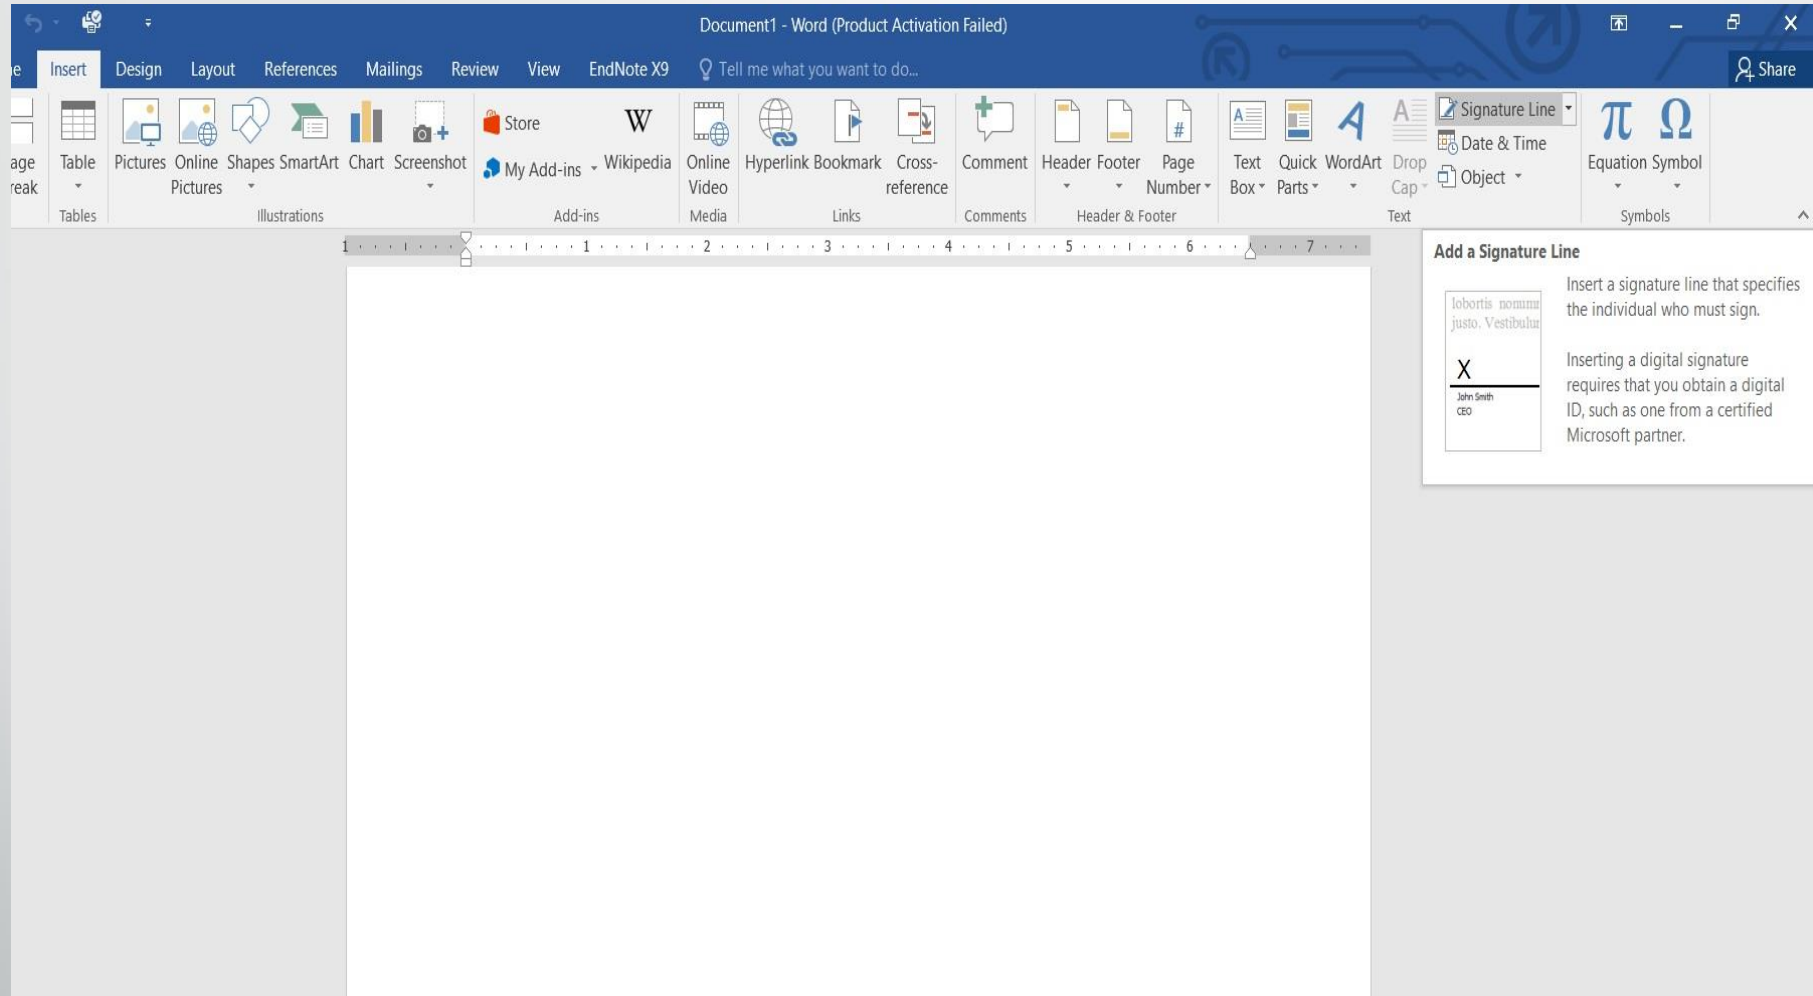 Document1 - Word (Product Activation Failed)
Insert Design Layout References Mailings Review View EndNote X9 Tell me what you want to do... Share
Store
W
Signature Line
π Ω
Table Pictures Online Pictures Shapes SmartArt Chart Screenshot My Add-ins Wikipedia Online Video Hyperlink Bookmark Cross-reference Comment Header Footer Page Number Text Box Quick Parts WordArt Drop Cap Date & Time Equation Symbol
Object
Tables Illustrations Add-ins Media Links Comments Header & Footer Text Symbols
1 1 2 3 4 5 6 7
Add a Signature Line
Insert a signature line that specifies
the individual who must sign.
lobortis
justo.
X
John Smith
CEO
Inserting a digital signature
requires that you obtain a digital
ID, such as one from a certified
Microsoft partner.